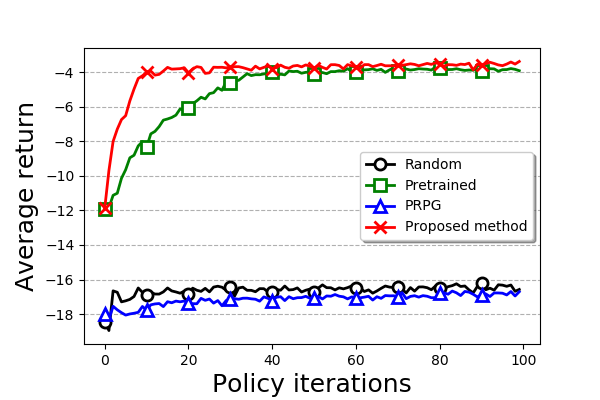 −4
−6
−8
−10
−12
−14
−16
−18
Average return
Random
Pretrained
PRPG
Proposed method
0 20 40 60 80 100
Policy iterations